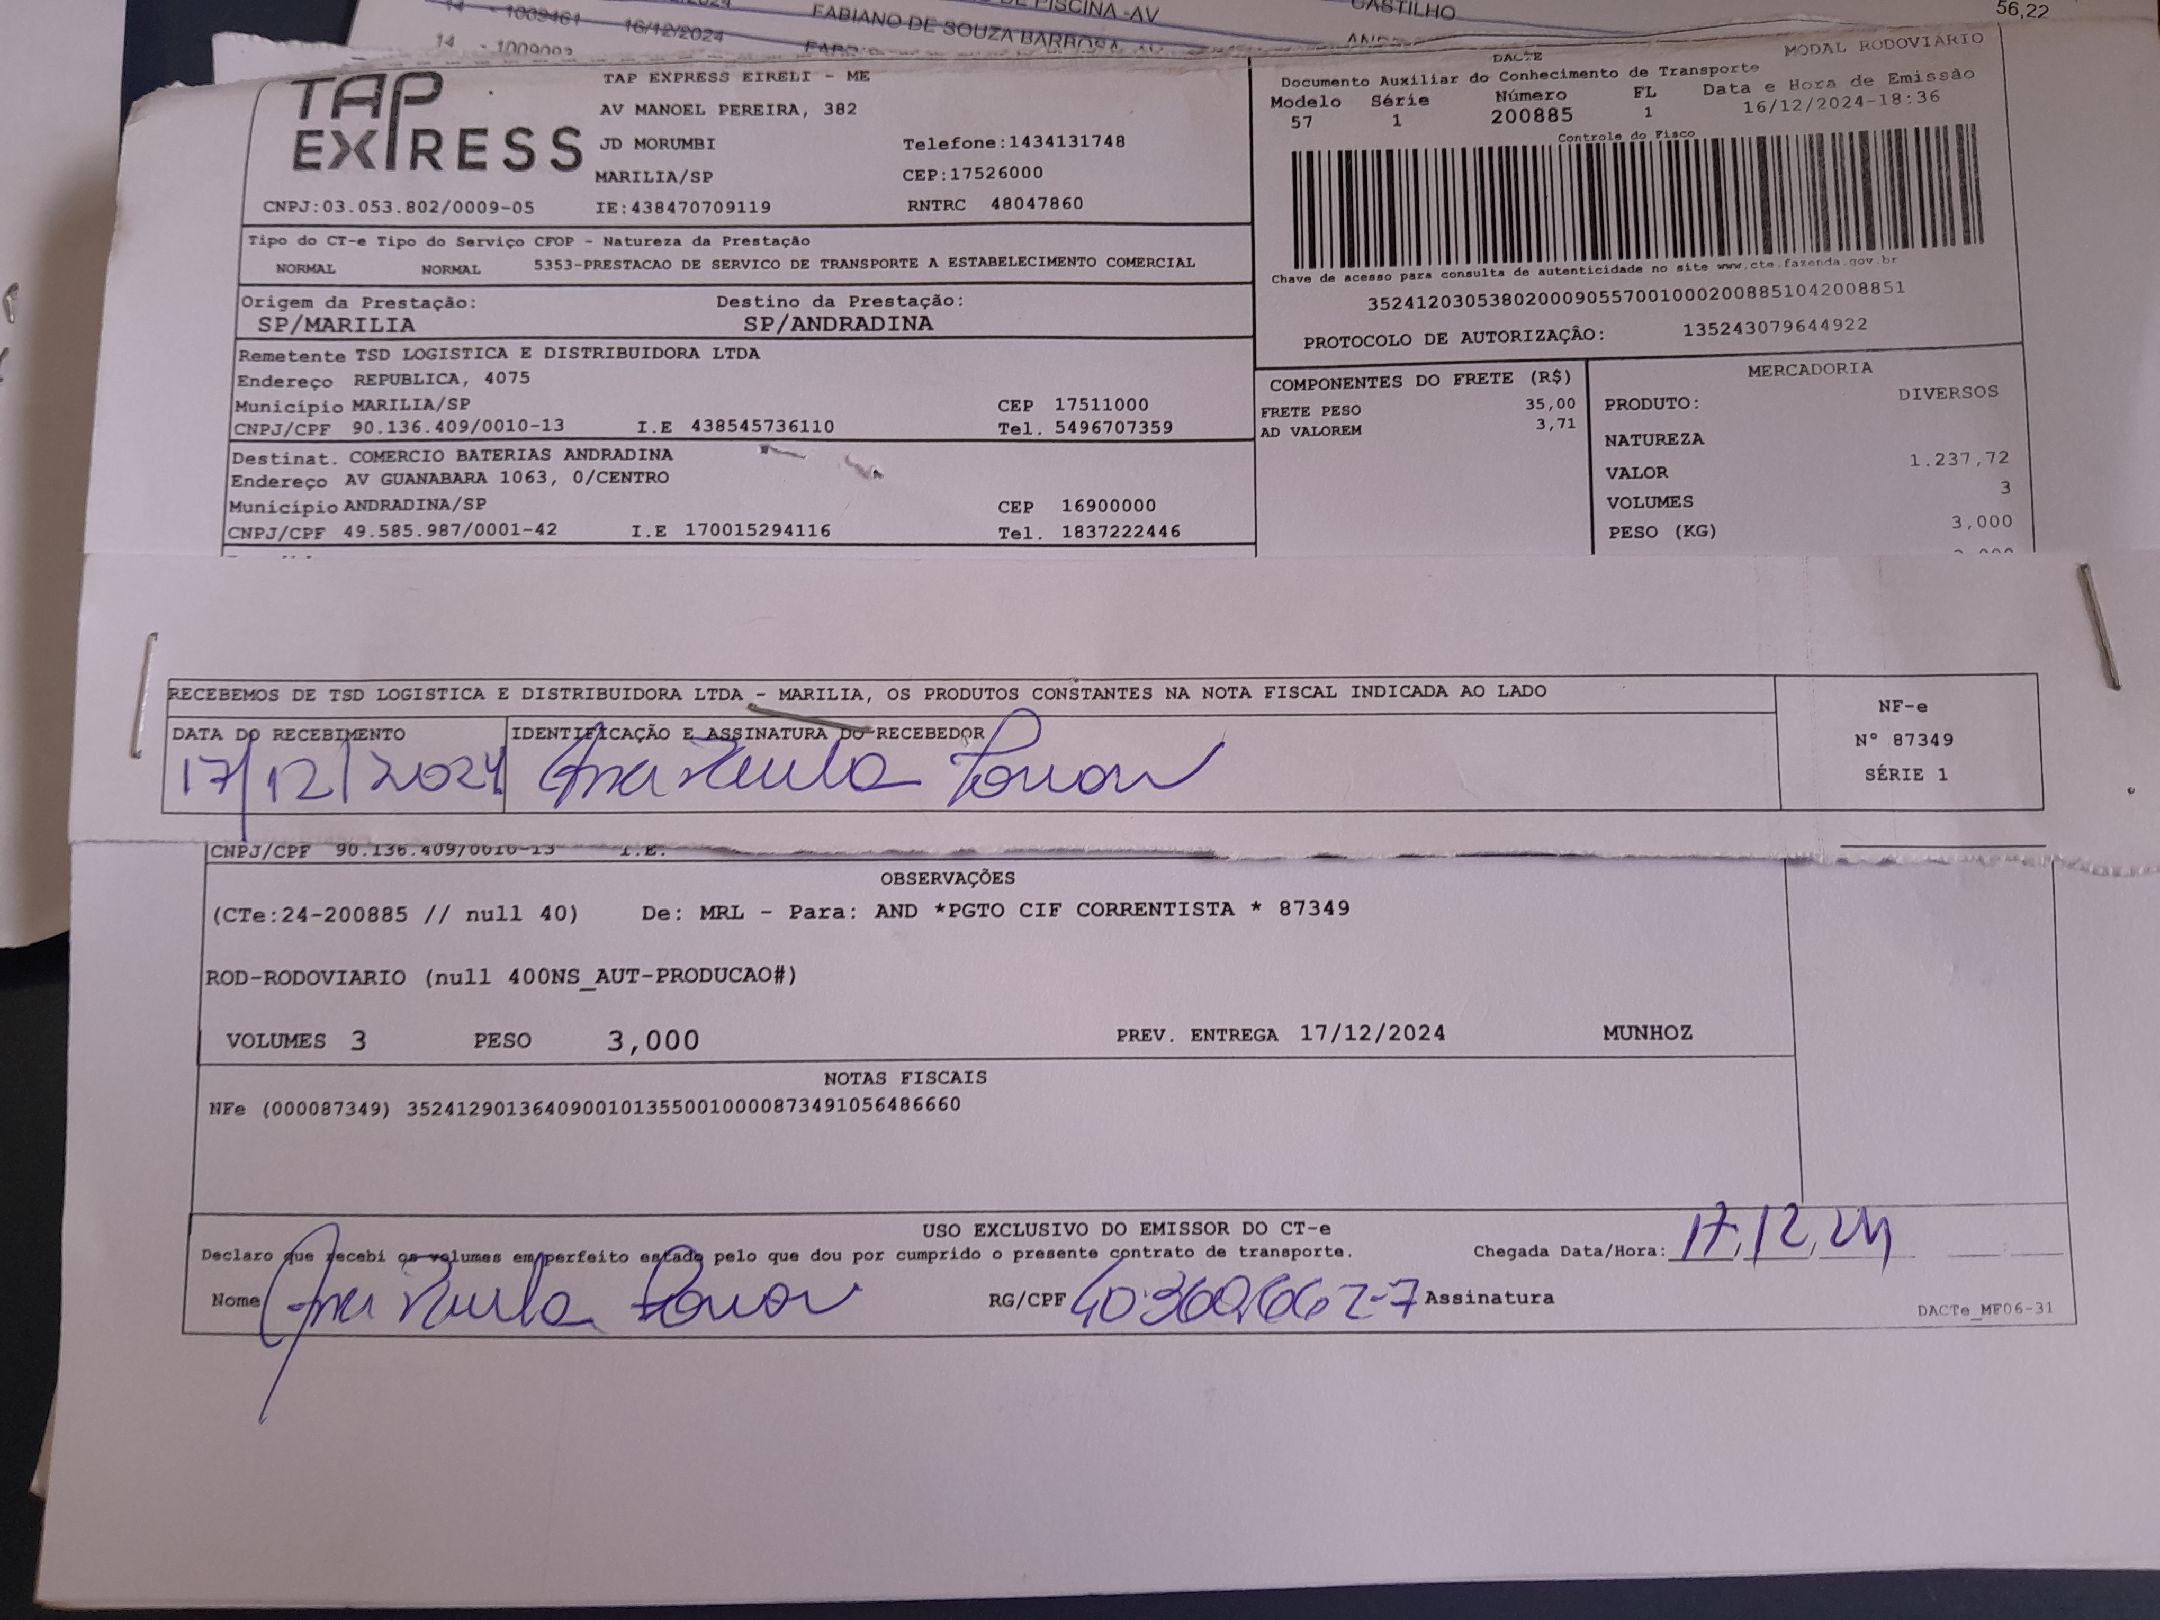 FABIANO DE SOUZA BARBOSA
CASTILHO
56,22
14 - 1009461 16/12/2024
TAP EXPRESS
TAP EXPRESS EIRELI - ME
AV MANOEL PEREIRA, 382
JD MORUMBI Telefone:1434131748
MARILIA/SP CEP:17526000
CNPJ:03.053.802/0009-05 IE:438470709119 RNTRC 48047860
DACTE MODAL RODOVIÁRIO
Documento Auxiliar do Conhecimento de Transporte
Modelo Série Número FL Data e Hora de Emissão
57 1 200885 1 16/12/2024-18:36
Controle do Fisco
Chave de acesso para consulta de autenticidade no site www.cte.fazenda.gov.br
35241203053802000905570010002008851042008851
PROTOCOLO DE AUTORIZAÇÃO: 135243079644922
Tipo do CT-e Tipo do Serviço CFOP - Natureza da Prestação
NORMAL NORMAL 5353-PRESTACAO DE SERVICO DE TRANSPORTE A ESTABELECIMENTO COMERCIAL
Origem da Prestação: Destino da Prestação:
SP/MARILIA SP/ANDRADINA
Remetente TSD LOGISTICA E DISTRIBUIDORA LTDA
Endereço REPUBLICA, 4075
Município MARILIA/SP CEP 17511000
CNPJ/CPF 90.136.409/0010-13 I.E 438545736110 Tel. 5496707359
Destinat. COMERCIO BATERIAS ANDRADINA
Endereço AV GUANABARA 1063, 0/CENTRO
Município ANDRADINA/SP CEP 16900000
CNPJ/CPF 49.585.987/0001-42 I.E 170015294116 Tel. 1837222446
COMPONENTES DO FRETE (R$)
FRETE PESO 35,00
AD VALOREM 3,71
MERCADORIA
PRODUTO: DIVERSOS
NATUREZA
VALOR 1.237,72
VOLUMES 3
PESO (KG) 3,000
RECEBEMOS DE TSD LOGISTICA E DISTRIBUIDORA LTDA - MARILIA, OS PRODUTOS CONSTANTES NA NOTA FISCAL INDICADA AO LADO
DATA DO RECEBIMENTO IDENTIFICAÇÃO E ASSINATURA DO RECEBEDOR
17/12/2024 Ana Paula
NF-e
Nº 87349
SÉRIE 1
CNPJ/CPF 90.136.409/0010-13 I.E.
OBSERVAÇÕES
(CTe:24-200885 // null 40) De: MRL - Para: AND *PGTO CIF CORRENTISTA * 87349
ROD-RODOVIARIO (null 400NS_AUT-PRODUCAO#)
VOLUMES 3 PESO 3,000 PREV. ENTREGA 17/12/2024 MUNHOZ
NOTAS FISCAIS
NFe (000087349) 35241290136409001013550010000873491056486660
USO EXCLUSIVO DO EMISSOR DO CT-e
Declaro que recebi os volumes em perfeito estado pelo que dou por cumprido o presente contrato de transporte. Chegada Data/Hora: 17/12/24
Nome Ana Paula RG/CPF Assinatura
DACTe_MF06-31